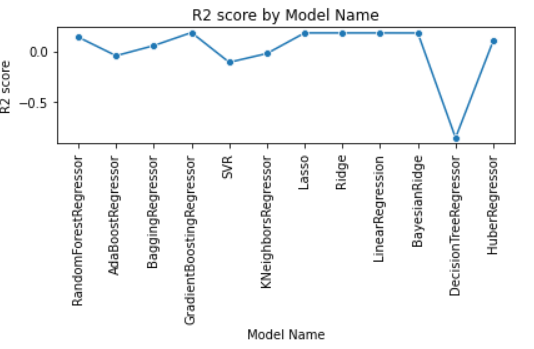 R2 score by Model Name
R2 score
0.0
−0.5
RandomForestRegressor
AdaBoostRegressor
BaggingRegressor
GradientBoostingRegressor
SVR
KNeighborsRegressor
Lasso
Ridge
LinearRegression
BayesianRidge
DecisionTreeRegressor
HuberRegressor
Model Name